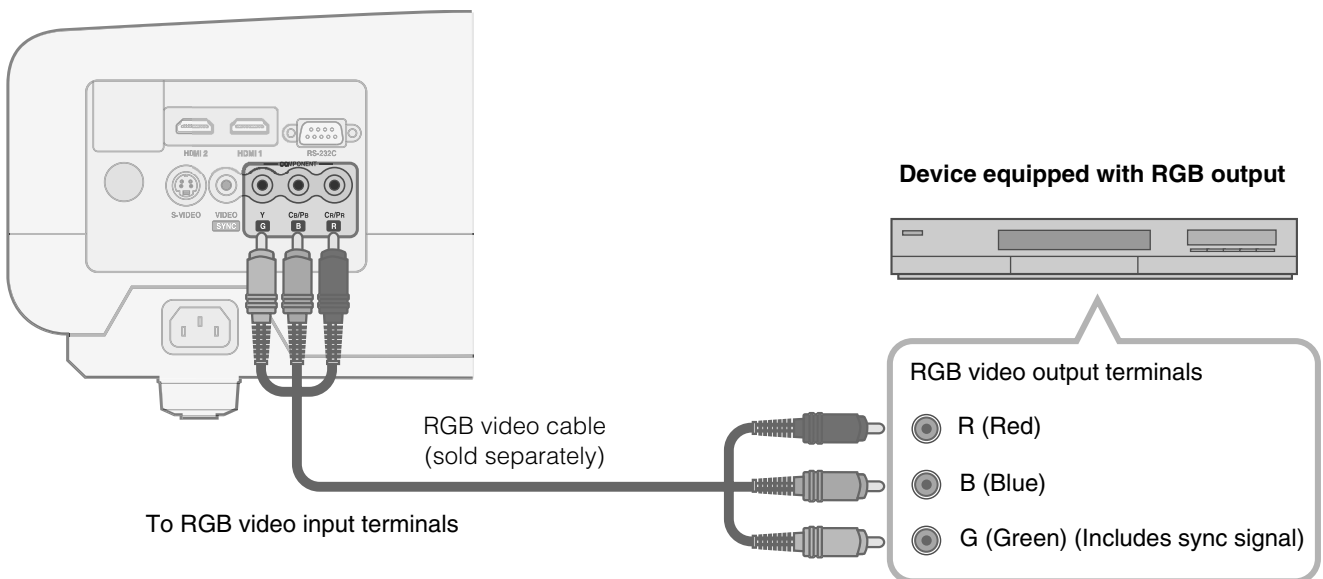 HDMI 2 HDMI 1 RS-232C
COMPONENT
S-VIDEO VIDEO Y CB/PB CR/PR
SYNC G B R
Device equipped with RGB output
RGB video output terminals
R (Red)
B (Blue)
G (Green) (Includes sync signal)
RGB video cable
(sold separately)
To RGB video input terminals